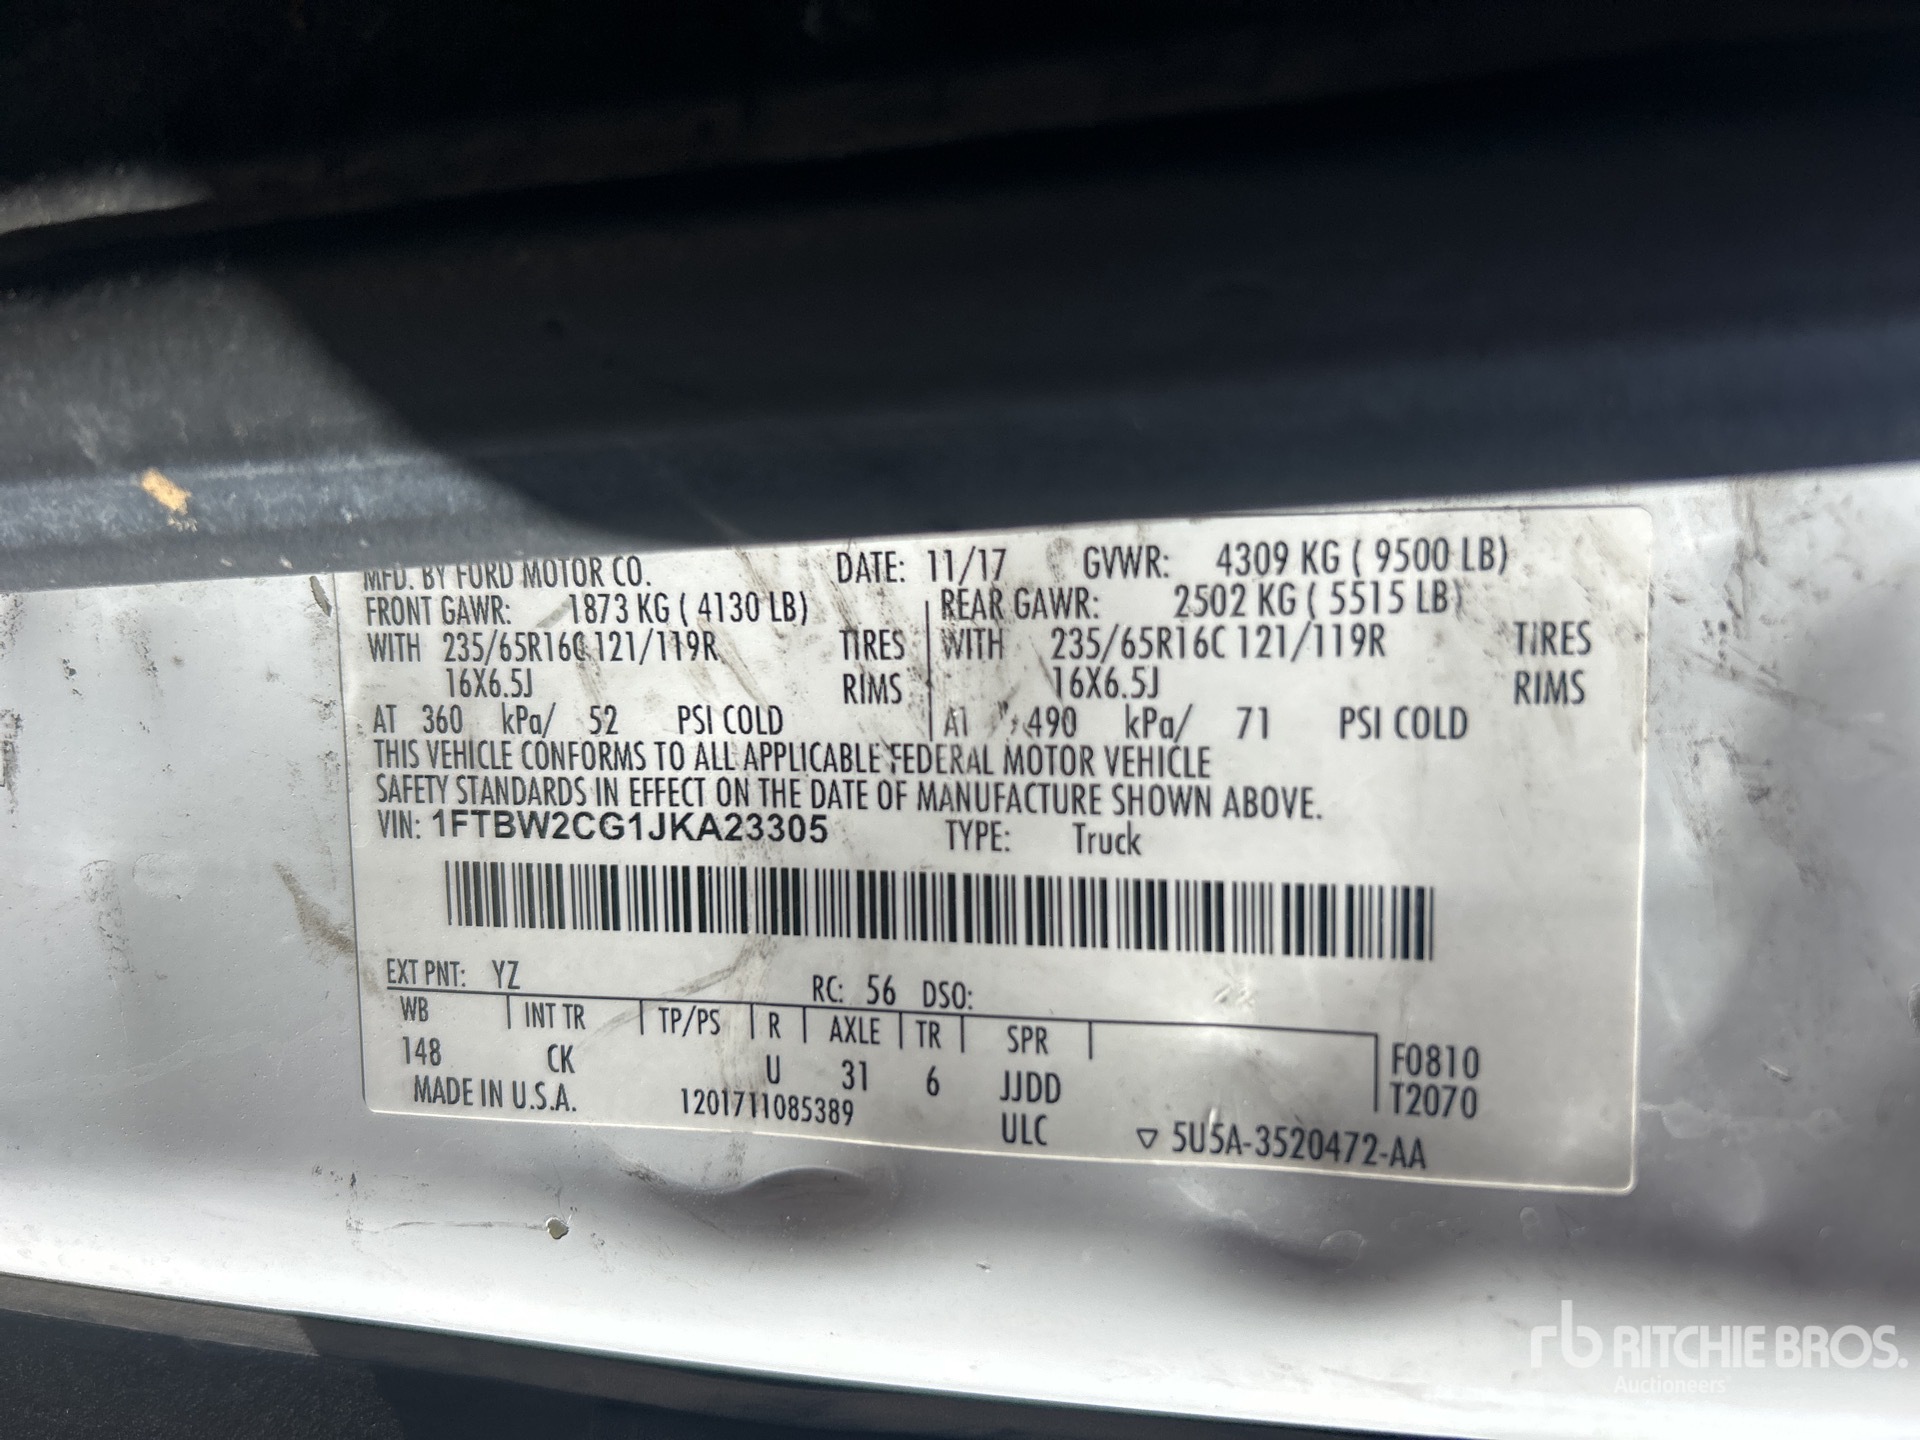 MFD. BY FORD MOTOR CO. DATE: 11/17 GVWR: 4309 KG ( 9500 LB)
FRONT GAWR: 1873 KG ( 4130 LB) REAR GAWR: 2502 KG ( 5515 LB)
WITH 235/65R16C 121/119R TIRES WITH 235/65R16C 121/119R TIRES
16X6.5J RIMS 16X6.5J RIMS
AT 360 kPa/ 52 PSI COLD AT 490 kPa/ 71 PSI COLD
THIS VEHICLE CONFORMS TO ALL APPLICABLE FEDERAL MOTOR VEHICLE
SAFETY STANDARDS IN EFFECT ON THE DATE OF MANUFACTURE SHOWN ABOVE.
VIN: 1FTBW2CG1JKA23305 TYPE: Truck
EXT PNT: YZ RC: 56 DSO:
WB INT TR TP/PS R AXLE TR SPR
148 CK U 31 6 JJDD F0810
MADE IN U.S.A. 1201711085389 ULC T2070
▽ 5U5A-3520472-AA
rb RITCHIE BROS.
Auctioneers